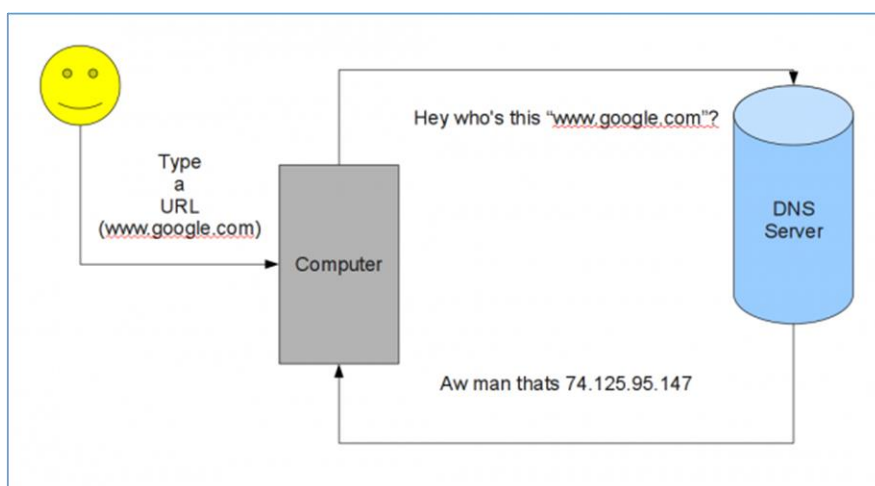 Type
a
URL
(www.google.com)
Computer
Hey who's this “www.google.com”?
DNS
Server
Aw man thats 74.125.95.147